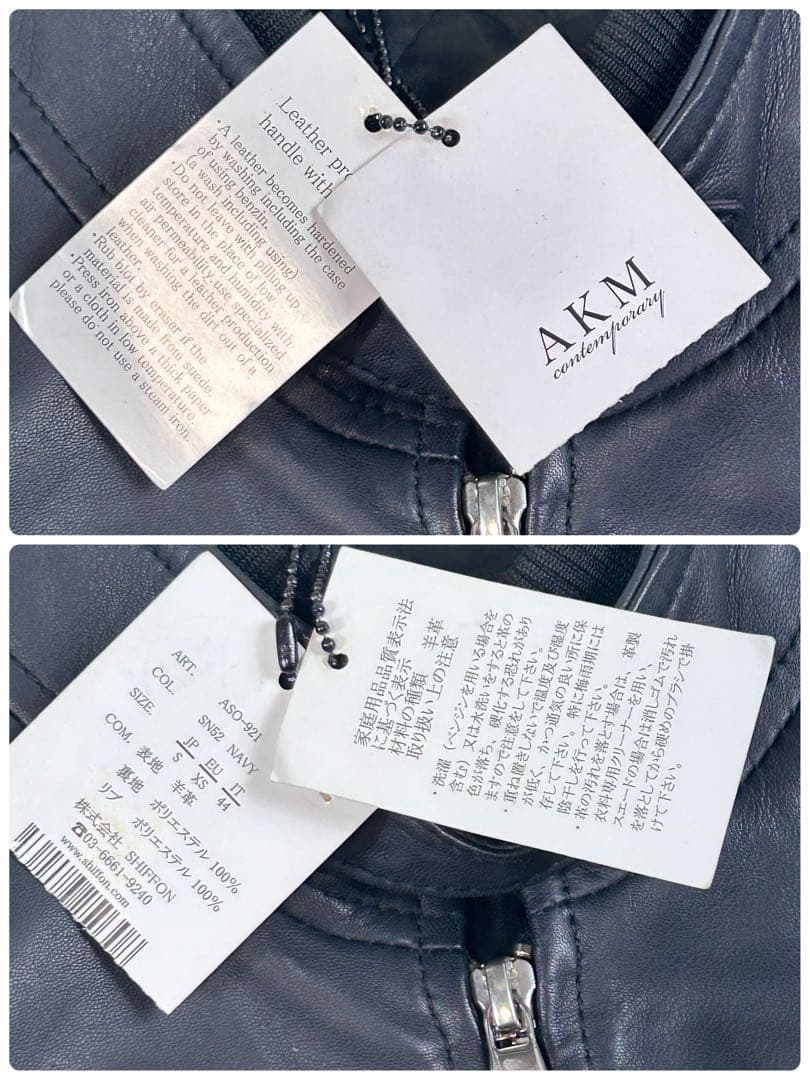 Leather pro
handle with
・A leather becomes hardened
by washing including the case
of using benzin.
(a wash including using)
・Do not leave with pilling up,
store in the place of low
temperature and humidity with
air permeability,use specialized
cleaner for a leather production
when washing the dirt our of a
leather
・Rub blot by eraser if the
material is made from suede.
・Press iron above a thick paper
or a cloth in low temperature.
please do not use a steam iron.
AKM
contemporary
ART. ASO-921
COL. SN52 NAVY
SIZE. JP EU IT
S XS 44
COM. 表地 羊革
裏地 ポリエステル 100%
リブ ポリエステル 100%
株式会社 SHIFFON
☎03-6661-9240
www.shiffon.com
家庭用品品質表示法
に基づく表示
材料の種類 羊革
取り扱い上の注意
・洗濯(ベンジンを用いる場合を
含む)又は水洗いをすると革の
色が落ち、硬化する恐れがあり
ますので注意をして下さい。
・重ね置きしないで温度及び湿度
が低く、かつ通気の良い所に保
存して下さい。特に梅雨期には
陰干しを行って下さい。
・革の汚れを落とす場合は、革製
衣料専用クリーナーを用い、
スエードの場合は消しゴムで汚れ
を落としてから硬めのブラシで掛
けて下さい。